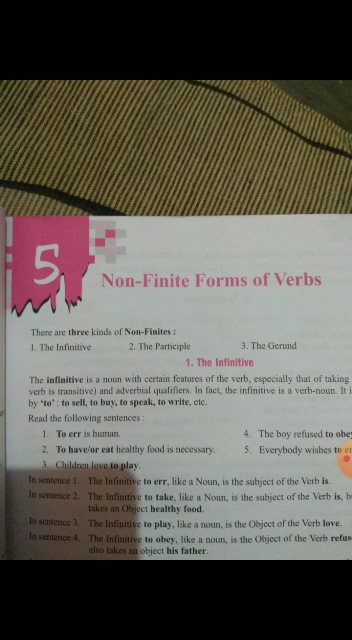 5
Non-Finite Forms of Verbs
There are three kinds of Non-Finites :
1. The Infinitive 2. The Participle 3. The Gerund
1. The Infinitive
The infinitive is a noun with certain features of the verb, especially that of taking
verb is transitive) and adverbial qualifiers. In fact, the infinitive is a verb-noun. It i
by 'to' : to sell, to buy, to speak, to write, etc.
Read the following sentences :
1. To err is human. 4. The boy refused to obey
2. To have/or eat healthy food is necessary. 5. Everybody wishes to
3. Children love to play.
In sentence 1. The Infinitive to err, like a Noun, is the subject of the Verb is.
In sentence 2. The Infinitive to take, like a Noun, is the subject of the Verb is, b
takes an Object healthy food.
In sentence 3. The Infinitive to play, like a noun, is the Object of the Verb love.
In sentence 4. The Infinitive to obey, like a noun, is the Object of the Verb refus
also takes an object his father.